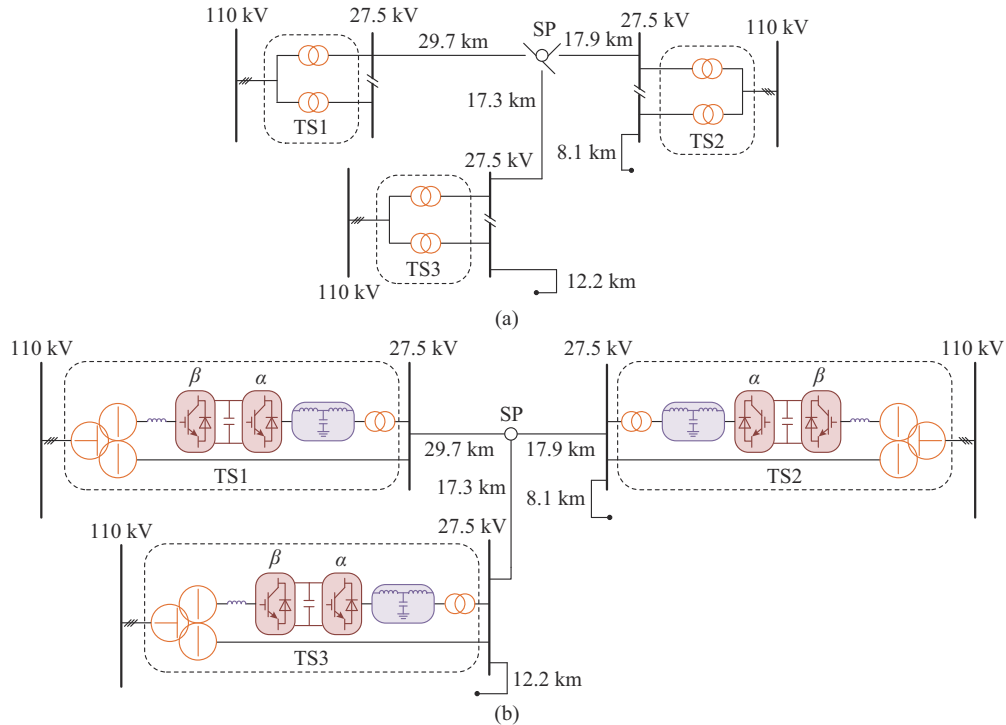 110 kV
27.5 kV
SP
27.5 kV
110 kV
29.7 km
17.9 km
TS1
17.3 km
TS2
8.1 km
27.5 kV
TS3
12.2 km
110 kV
(a)
110 kV
27.5 kV
27.5 kV
110 kV
β
α
α
β
SP
29.7 km
17.9 km
TS1
TS2
17.3 km
8.1 km
110 kV
27.5 kV
β
α
TS3
12.2 km
(b)